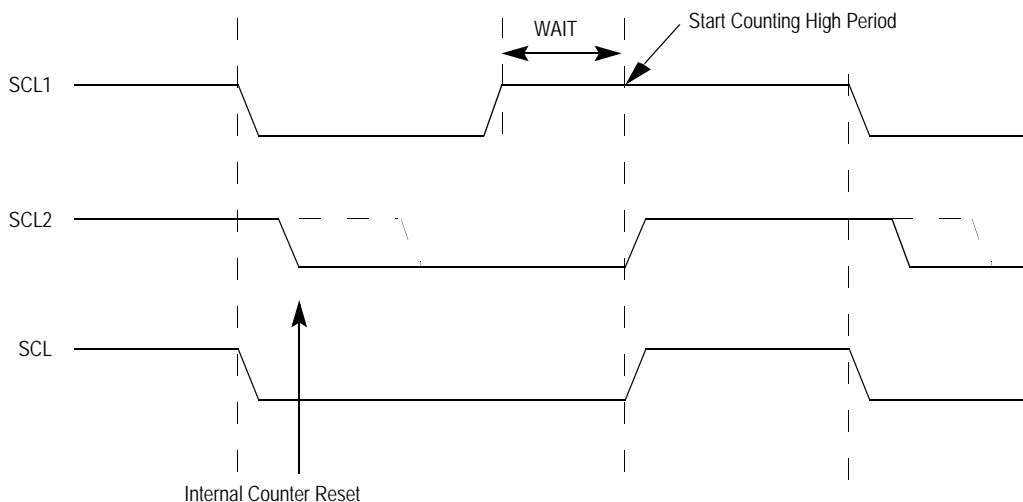 Start Counting High Period
WAIT
SCL1
SCL2
SCL
Internal Counter Reset